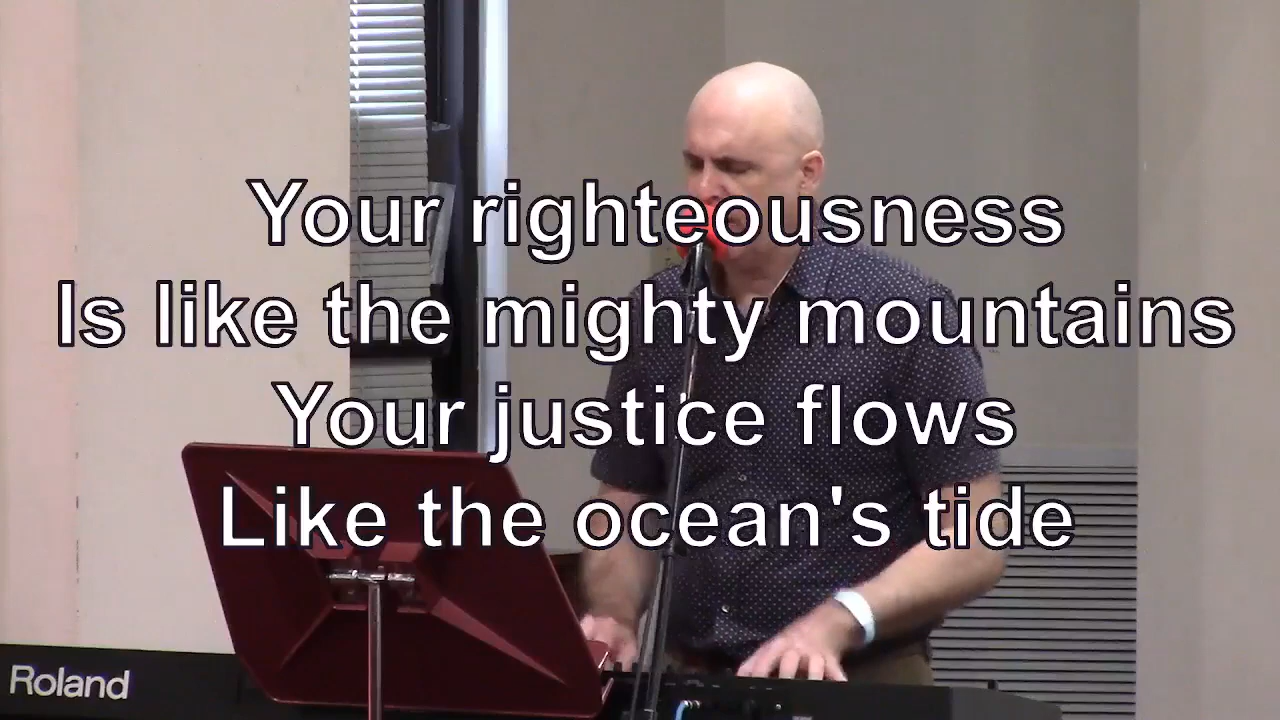 Your righteousness
Is like the mighty mountains
Your justice flows
Like the ocean's tide
Roland